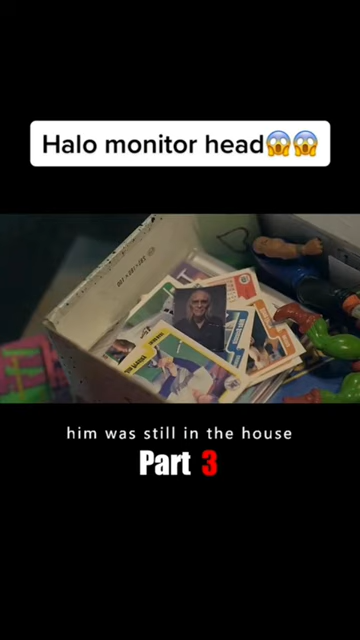 Halo monitor head😱😱
him was still in the house
Part 3